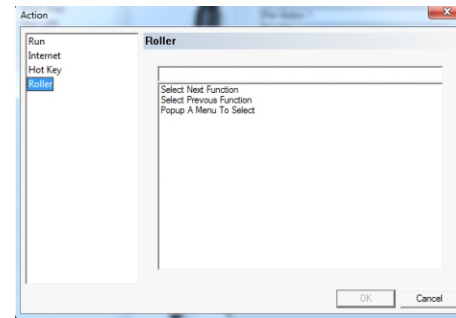 Action
Run
Internet
Hot Key
Roller
Roller
Select Next Function
Select Prevous Function
Popup A Menu To Select
OK
Cancel